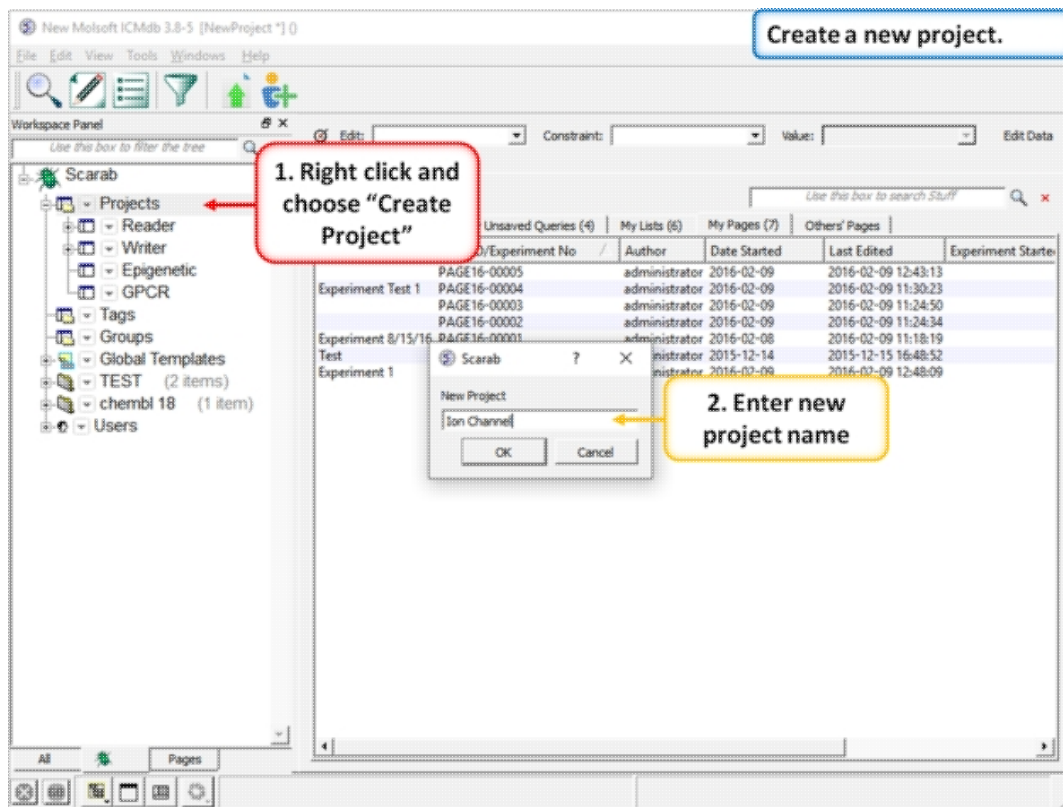 New Molsoft ICMdb 3.8-5 [NewProject *] ()
Create a new project.
File Edit View Tools Windows Help
Workspace Panel
Use this box to filter the tree
Edit: Constraint: Value: Edit Data
Scarab
Projects
Reader
Writer
Epigenetic
GPCR
Tags
Groups
Global Templates
TEST (2 items)
chembl 18 (1 item)
Users
1. Right click and
choose “Create
Project”
Use this box to search Stuff
Unsaved Queries (4) My Lists (6) My Pages (7) Others' Pages
/Experiment No Author Date Started Last Edited Experiment Starte
PAGE16-00005 administrator 2016-02-09 2016-02-09 12:43:13
Experiment Test 1 PAGE16-00004 administrator 2016-02-09 2016-02-09 11:30:23
PAGE16-00003 administrator 2016-02-09 2016-02-09 11:24:50
PAGE16-00002 administrator 2016-02-09 2016-02-09 11:24:34
Experiment 8/15/16 PAGE16-00001 administrator 2016-02-08 2016-02-09 11:18:19
Test nistrator 2015-12-14 2015-12-15 16:48:52
Experiment 1 nistrator 2016-02-09 2016-02-09 12:48:09
Scarab ?
New Project
Ion Channel
OK Cancel
2. Enter new
project name
All Pages